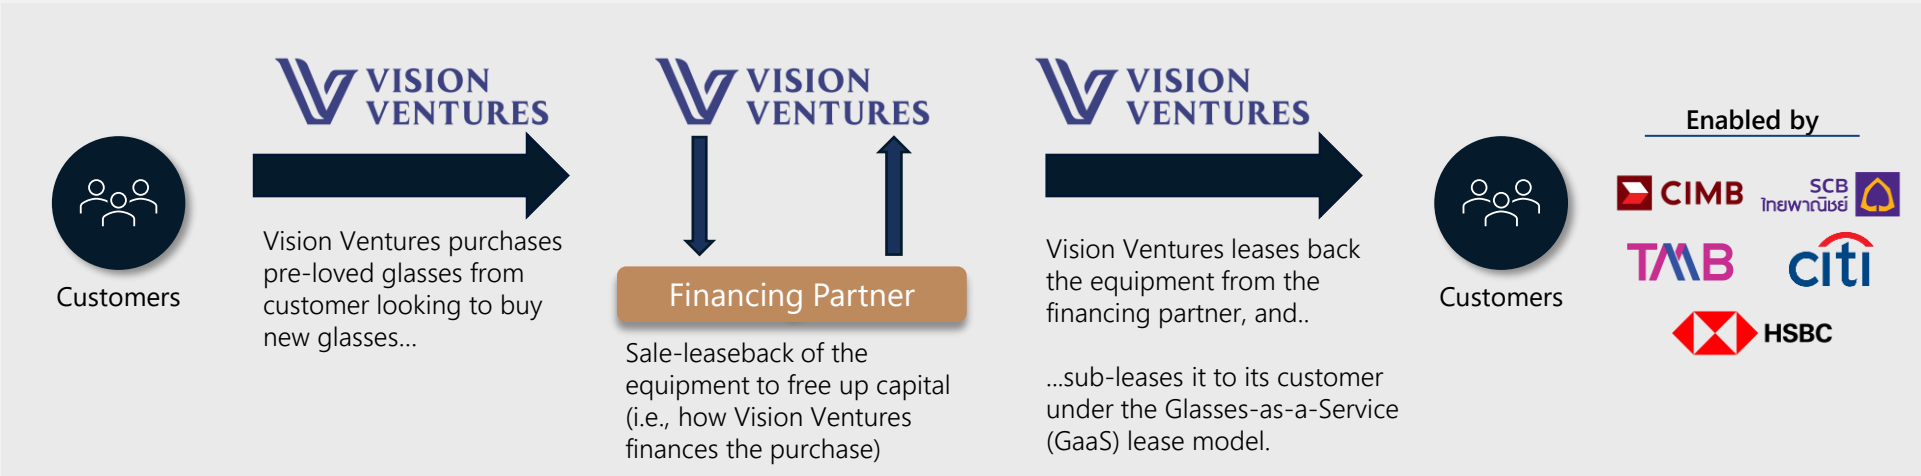 VISION
VENTURES
VISION
VENTURES
VISION
VENTURES
Customers
Vision Ventures purchases
pre-loved glasses from
customer looking to buy
new glasses...
Financing Partner
Sale-leaseback of the
equipment to free up capital
(i.e., how Vision Ventures
finances the purchase)
Vision Ventures leases back
the equipment from the
financing partner, and..
...sub-leases it to its customer
under the Glasses-as-a-Service
(GaaS) lease model.
Customers
Enabled by
CIMB
SCB
ไทยพาณิชย์
TMB
citi
HSBC